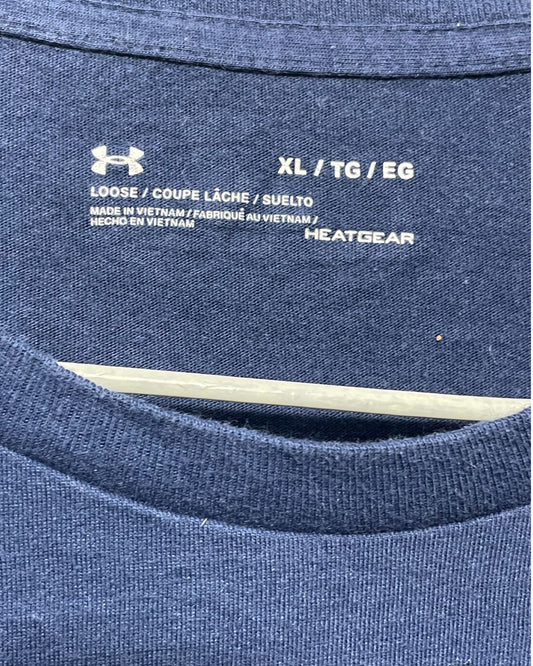 XL / TG / EG
LOOSE / COUPE LÂCHE / SUELTO
MADE IN VIETNAM / FABRIQUÉ AU VIETNAM /
HECHO EN VIETNAM
HEATGEAR